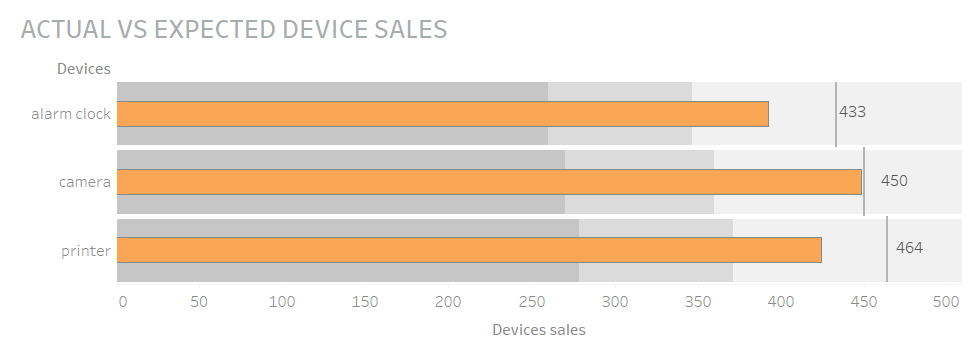 ACTUAL VS EXPECTED DEVICE SALES
Devices
alarm clock 433
camera 450
printer 464
0 50 100 150 200 250 300 350 400 450 500
Devices sales